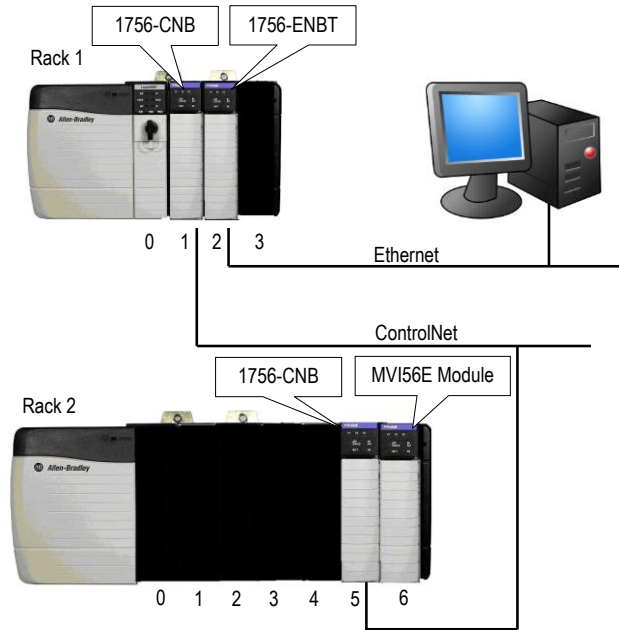 1756-CNB
1756-ENBT
Rack 1
Allen-Bradley
0 1 2 3
Ethernet
ControlNet
1756-CNB
MVI56E Module
Rack 2
Allen-Bradley
0 1 2 3 4 5 6